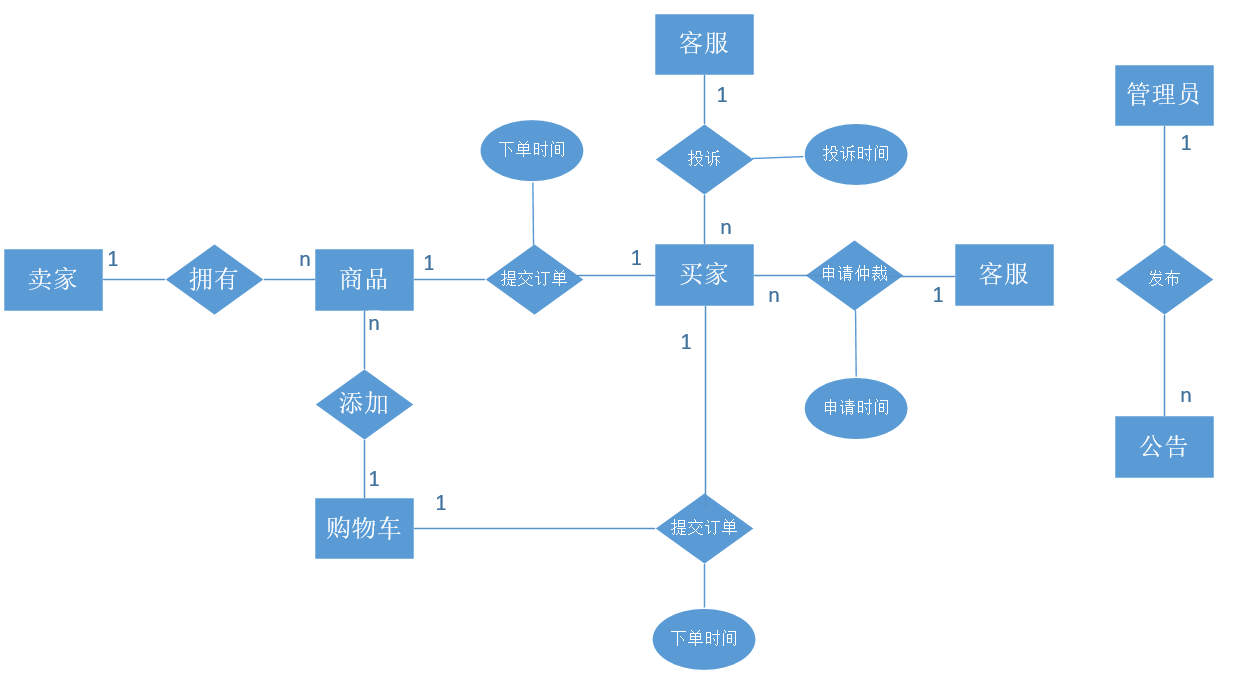 客服
管理员
1
1
下单时间
投诉
投诉时间
n
卖家
1
拥有
n
商品
1
提交订单
1
买家
n
申请仲裁
1
客服
发布
n
添加
1
申请时间
n
公告
1
购物车
1
提交订单
下单时间